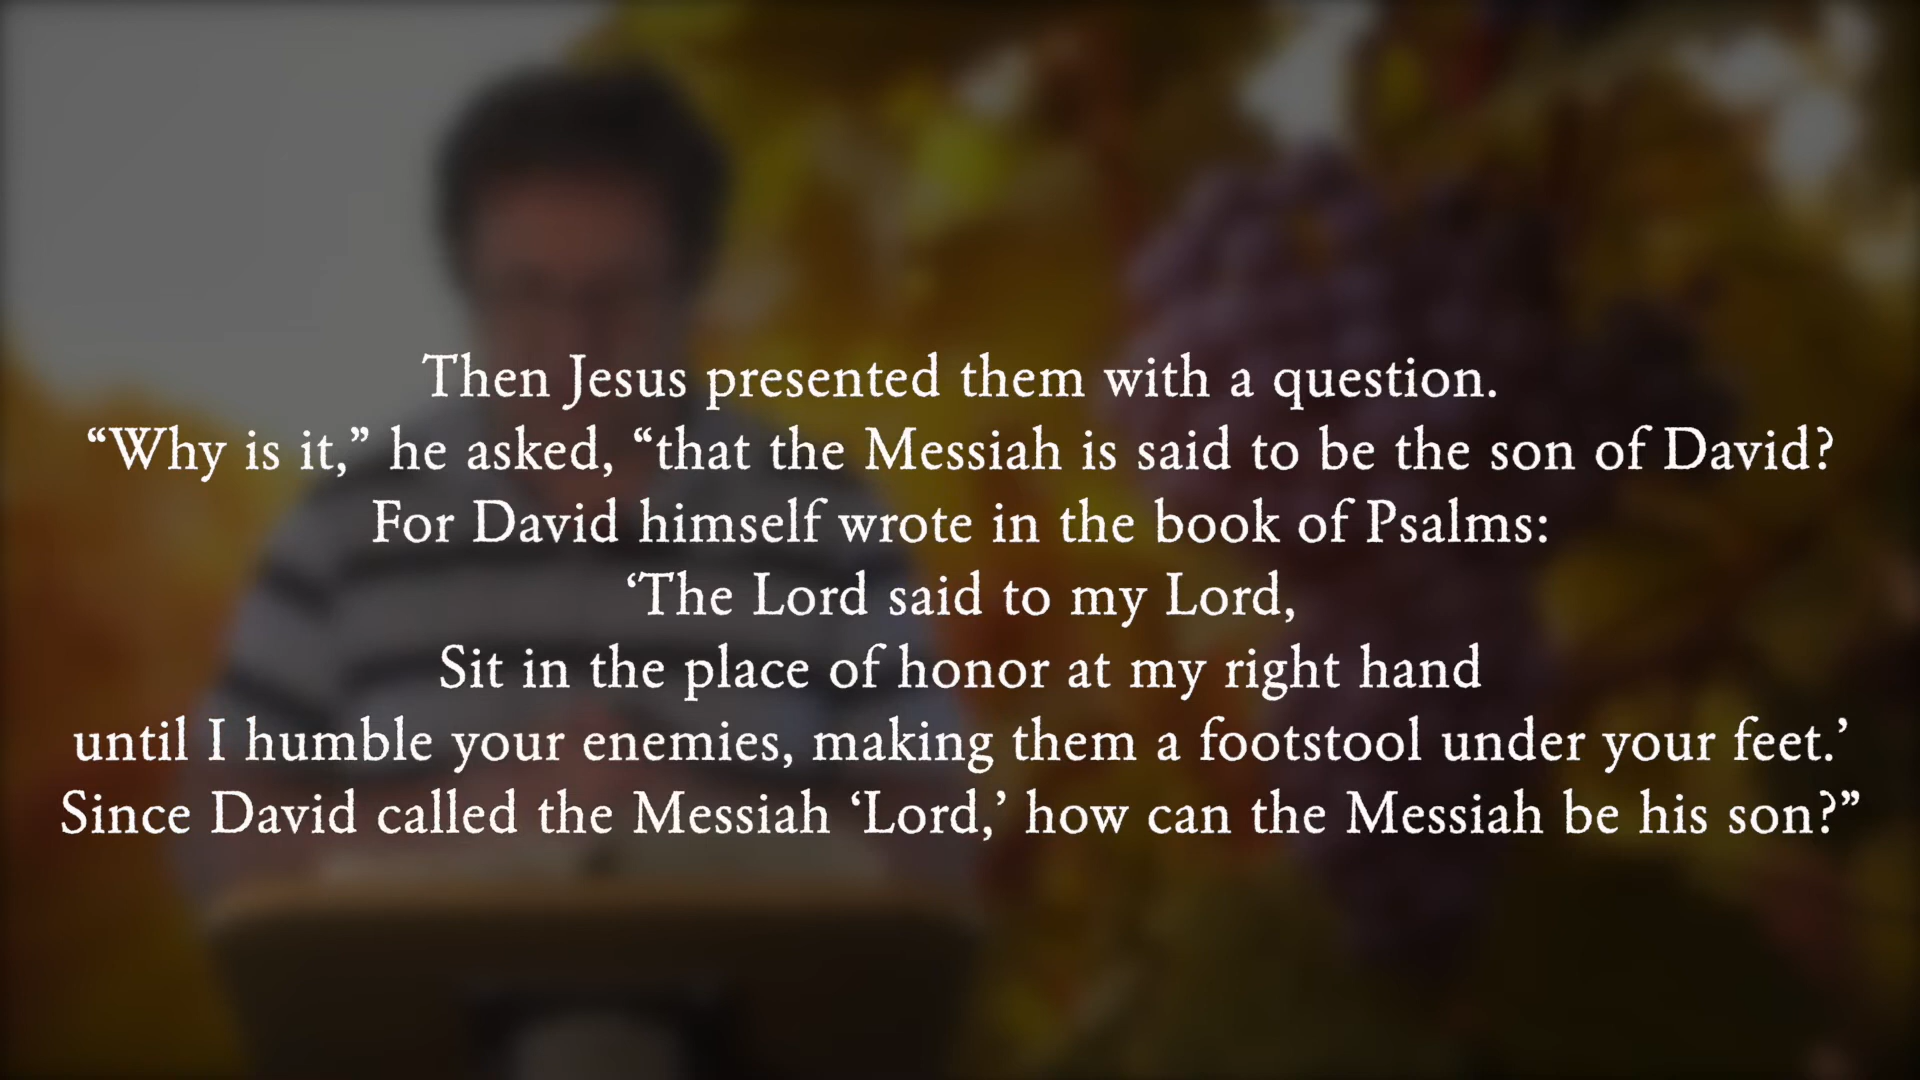 Then Jesus presented them with a question.
“Why is it,” he asked, “that the Messiah is said to be the son of David?
For David himself wrote in the book of Psalms:
‘The Lord said to my Lord,
Sit in the place of honor at my right hand
until I humble your enemies, making them a footstool under your feet.’
Since David called the Messiah ‘Lord,’ how can the Messiah be his son?”